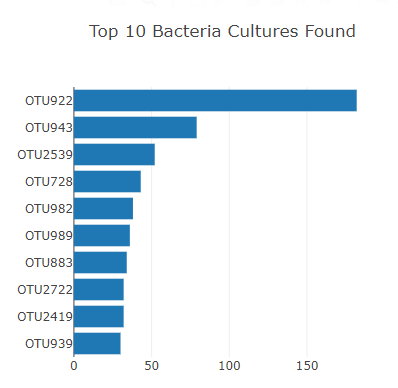 Top 10 Bacteria Cultures Found
OTU922
OTU943
OTU2539
OTU728
OTU982
OTU989
OTU883
OTU2722
OTU2419
OTU939
0 50 100 150